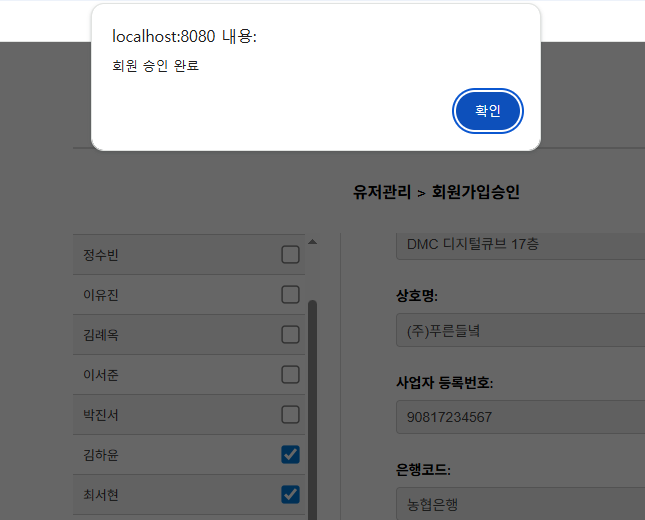 localhost:8080 내용:
회원 승인 완료
확인
유저관리 > 회원가입승인
정수빈
이유진
김례옥
이서준
박진서
김하윤
최서현
DMC 디지털큐브 17층
상호명:
(주)푸른들녘
사업자 등록번호:
90817234567
은행코드:
농협은행